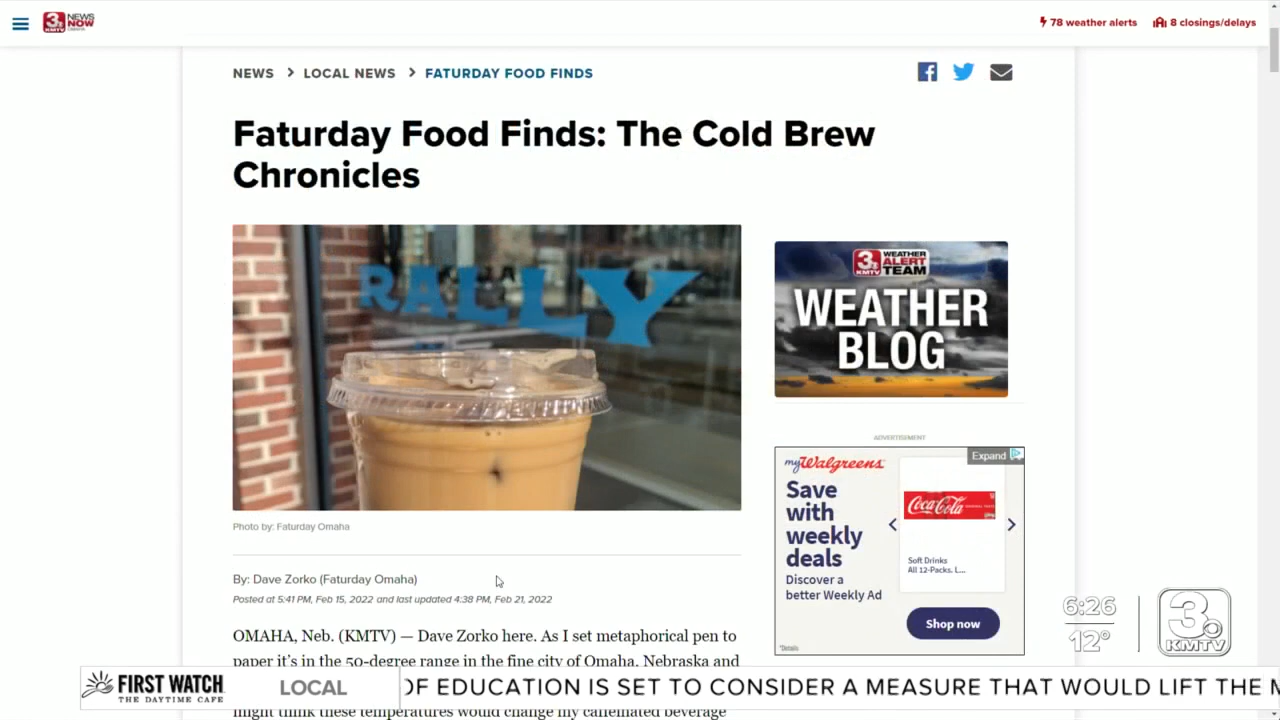 3 NEWS NOW
KMTV
78 weather alerts
8 closings/delays
NEWS > LOCAL NEWS > FATURDAY FOOD FINDS
Faturday Food Finds: The Cold Brew
Chronicles
RALLY
Photo by: Faturday Omaha
3 KMTV WEATHER ALERT TEAM
WEATHER
BLOG
ADVERTISEMENT
Expand
myWalgreens
Save
with
weekly
deals
Discover a
better Weekly Ad
Coca-Cola
Soft Drinks
All 12-Packs. L...
Shop now
*Details
By: Dave Zorko (Faturday Omaha)
Posted at 5:41 PM, Feb 15, 2022 and last updated 4:38 PM, Feb 21, 2022
OMAHA, Neb. (KMTV) — Dave Zorko here. As I set metaphorical pen to
paper it's in the 50-degree range in the fine city of Omaha, Nebraska and
might think these temperatures would change my caffeinated beverage
6:26
12°
3
KMTV
FIRST WATCH
THE DAYTIME CAFE
LOCAL
OF EDUCATION IS SET TO CONSIDER A MEASURE THAT WOULD LIFT THE